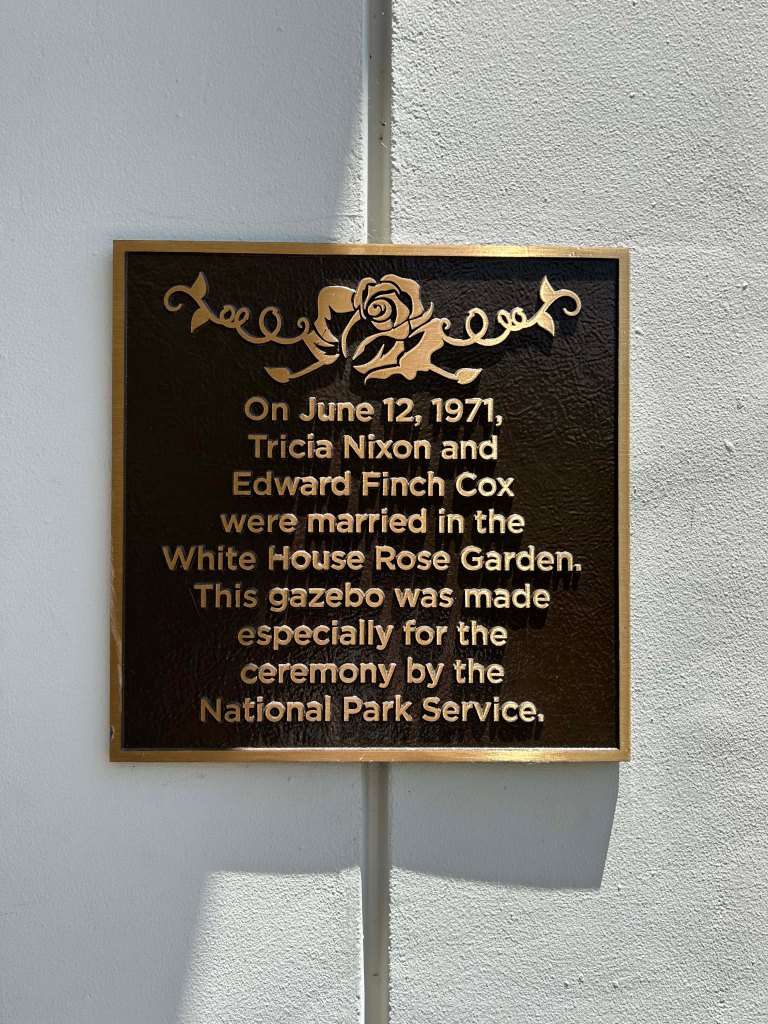 On June 12, 1971,
Tricia Nixon and
Edward Finch Cox
were married in the
White House Rose Garden.
This gazebo was made
especially for the
ceremony by the
National Park Service.